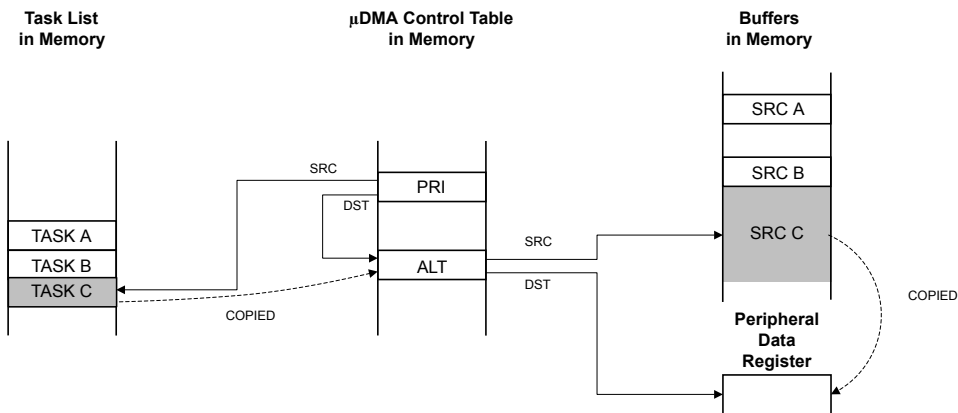 Task List
in Memory
μDMA Control Table
in Memory
Buffers
in Memory
SRC A
SRC
PRI
SRC B
DST
TASK A
SRC C
SRC
TASK B
ALT
DST
TASK C
COPIED
COPIED
Peripheral
Data
Register